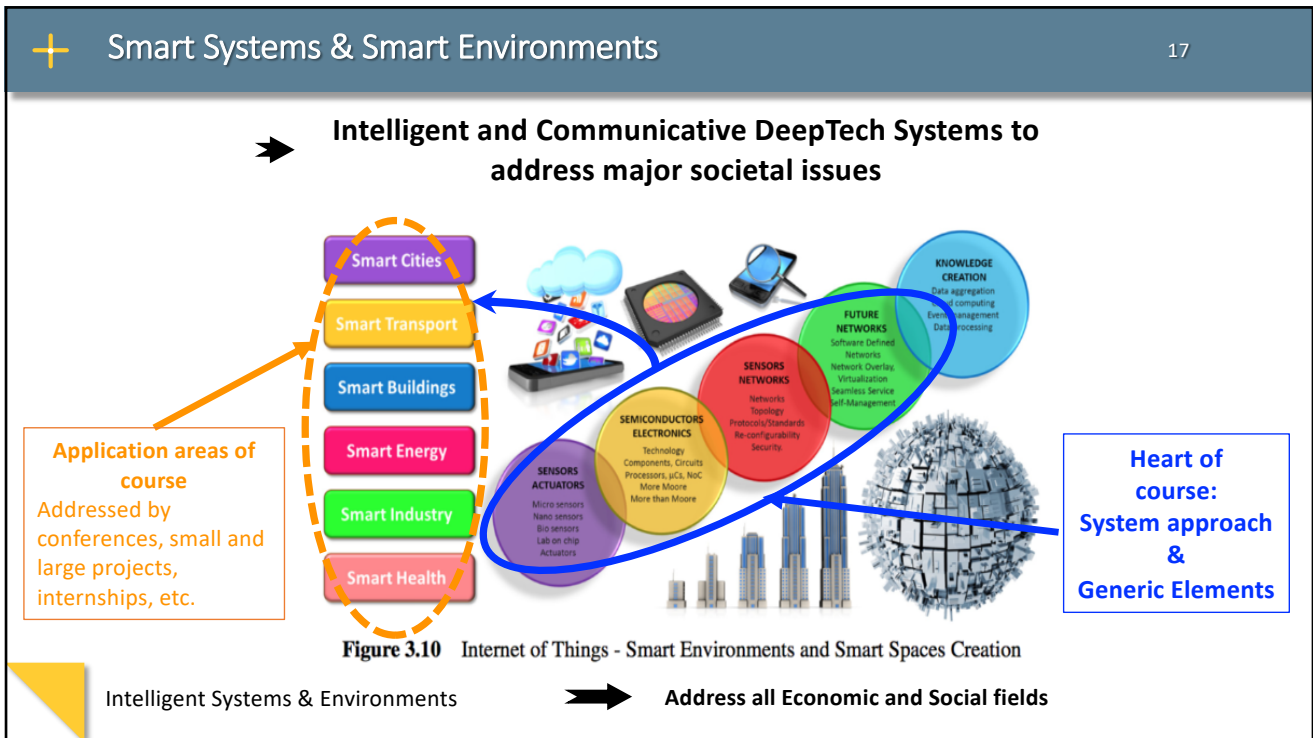 Smart Systems & Smart Environments
17
Intelligent and Communicative DeepTech Systems to
address major societal issues
Smart Cities
Smart Transport
Smart Buildings
Smart Energy
Smart Industry
Smart Health
Application areas of
course
Addressed by
conferences, small and
large projects,
internships, etc.
SENSORS
ACTUATORS
Micro sensors
Nano sensors
Bio sensors
Lab on chip
Actuators
SEMICONDUCTORS
ELECTRONICS
Technology
Components, Circuits
Processors, µCs, NoC
More Moore
More than Moore
SENSORS
NETWORKS
Networks
Topology
Protocols/Standards
Re-configurability
Security.
FUTURE
NETWORKS
Software Defined
Networks
Network Overlay,
Virtualization
Seamless Service
Self-Management
KNOWLEDGE
CREATION
Data aggregation
computing
Event management
Data processing
Heart of
course:
System approach
&
Generic Elements
Figure 3.10 Internet of Things - Smart Environments and Smart Spaces Creation
Intelligent Systems & Environments
Address all Economic and Social fields